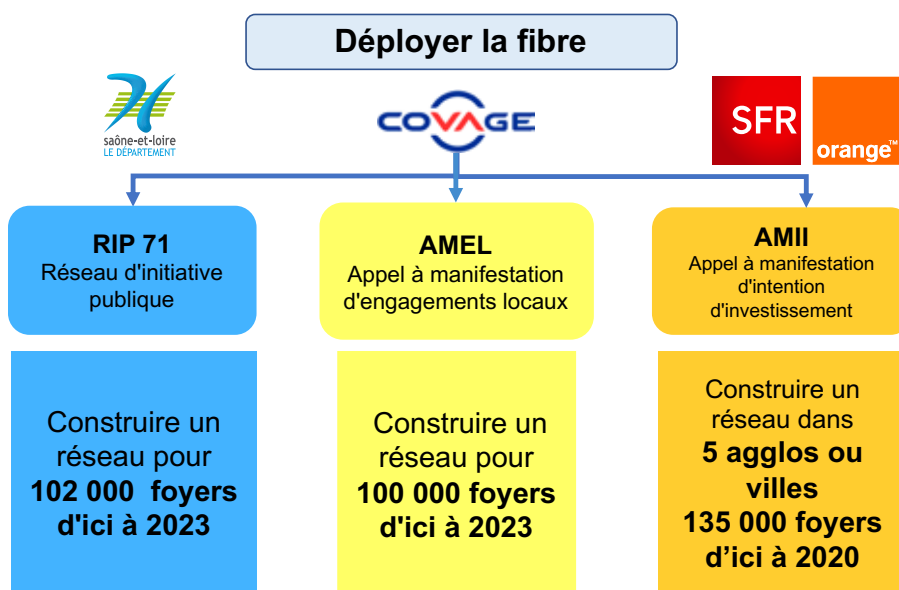 Déployer la fibre
saône-et-loire
LE DÉPARTEMENT
COVAGE
SFR
orange™
RIP 71
Réseau d'initiative
publique
AMEL
Appel à manifestation
d'engagements locaux
AMII
Appel à manifestation
d'intention
d'investissement
Construire un
réseau pour
102 000 foyers
d'ici à 2023
Construire un
réseau pour
100 000 foyers
d'ici à 2023
Construire un
réseau dans
5 agglos ou
villes
135 000 foyers
d’ici à 2020